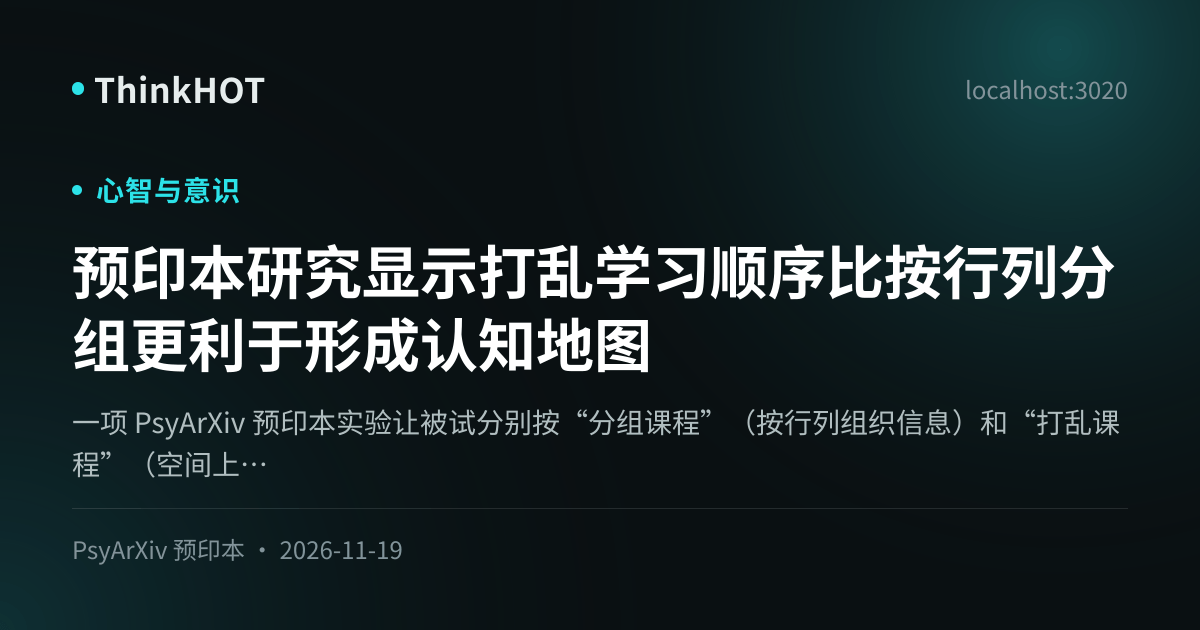 ThinkHOT
localhost:3020
心智与意识
预印本研究显示打乱学习顺序比按行列分
组更利于形成认知地图
一项 PsyArXiv 预印本实验让被试分别按“分组课程”（按行列组织信息）和“打乱课
程”（空间上…
PsyArXiv 预印本 · 2026-11-19